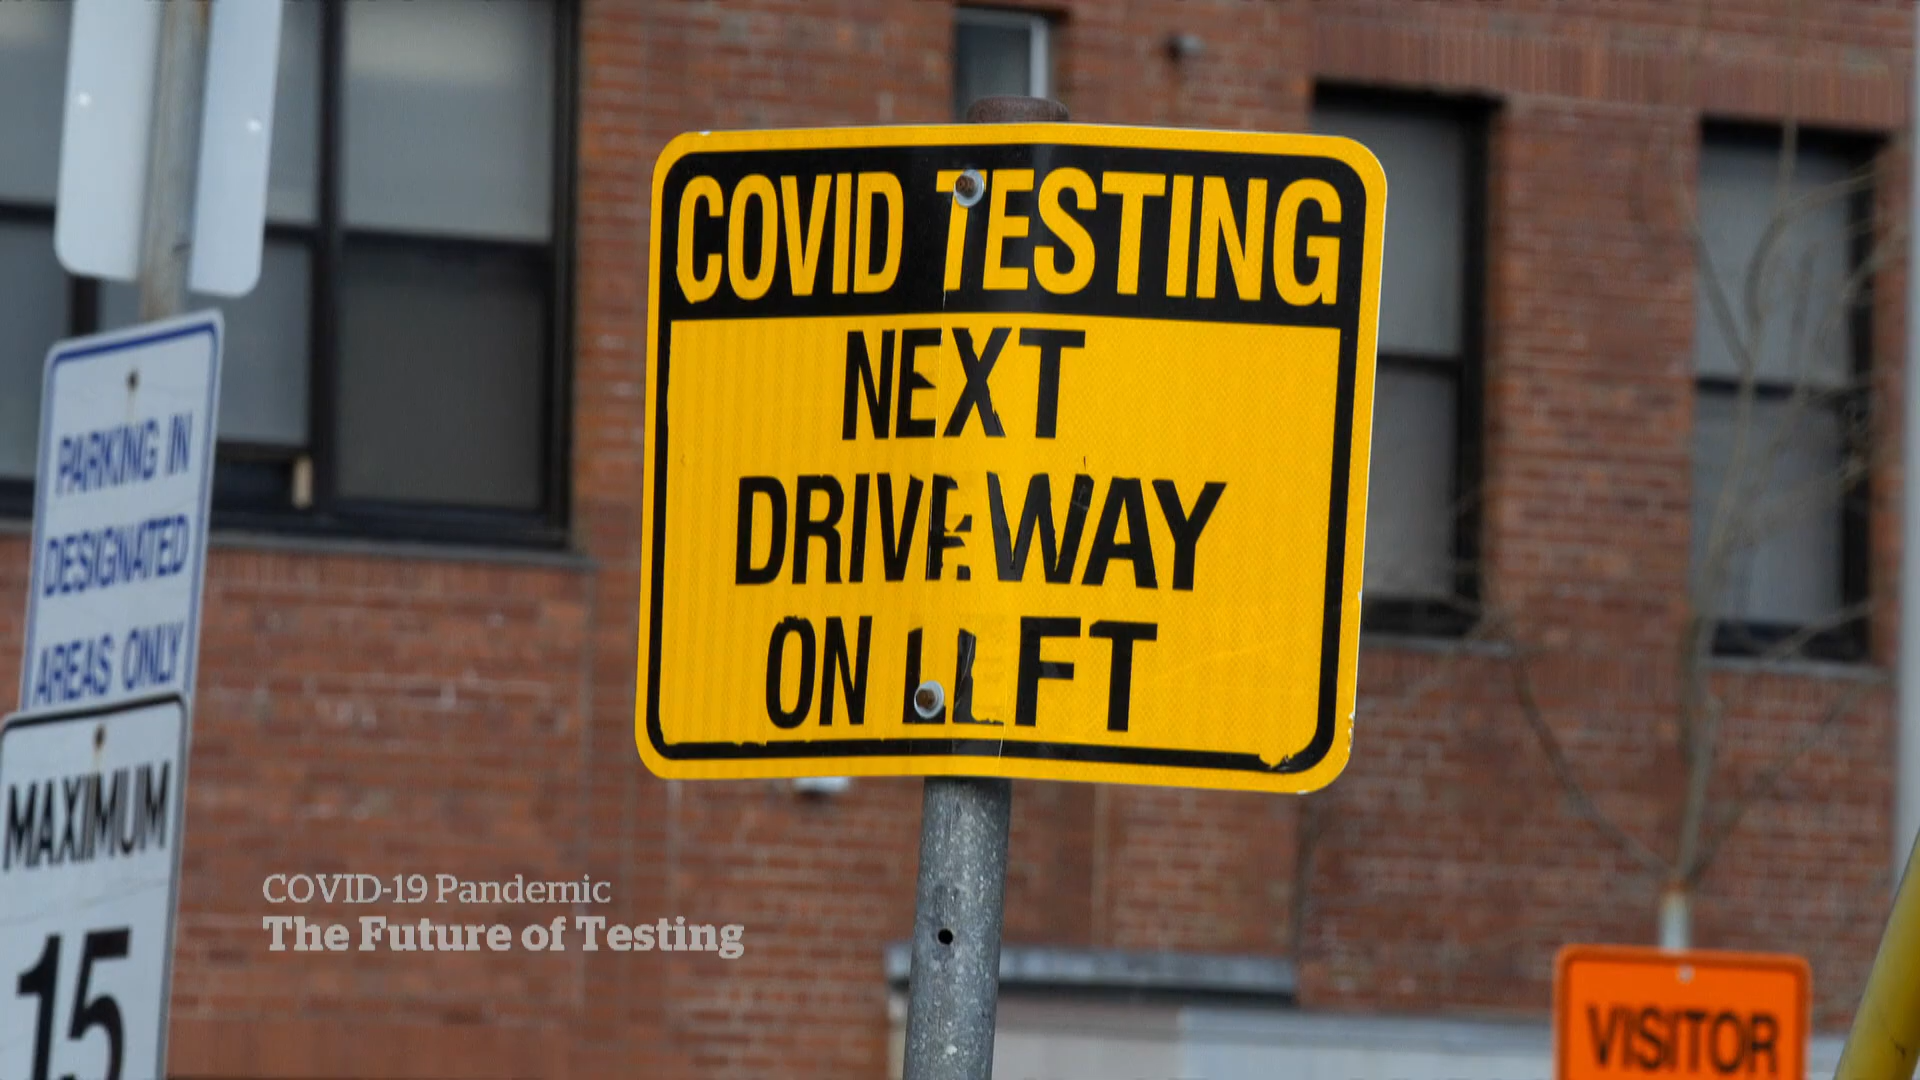 COVID TESTING
NEXT
DRIVEWAY
ON LEFT
PARKING IN
DESIGNATED
AREAS ONLY
MAXIMUM
15
COVID-19 Pandemic
The Future of Testing
VISITOR